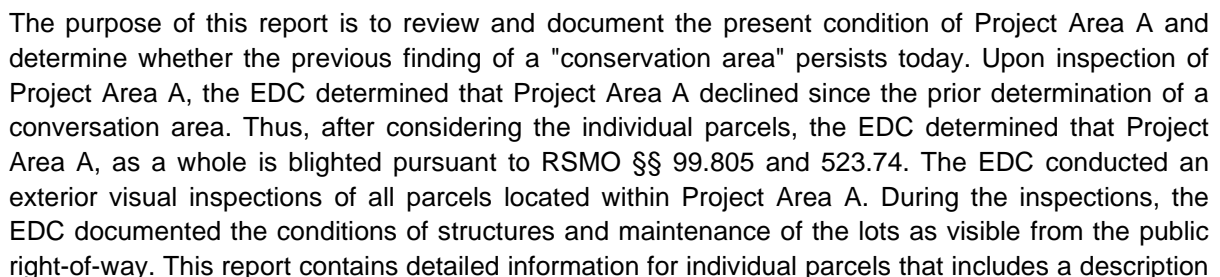 The purpose of this report is to review and document the present condition of Project Area A and
determine whether the previous finding of a "conservation area" persists today. Upon inspection of
Project Area A, the EDC determined that Project Area A declined since the prior determination of a
conversation area. Thus, after considering the individual parcels, the EDC determined that Project
Area A, as a whole is blighted pursuant to RSMO §§ 99.805 and 523.74. The EDC conducted an
exterior visual inspections of all parcels located within Project Area A. During the inspections, the
EDC documented the conditions of structures and maintenance of the lots as visible from the public
right-of-way. This report contains detailed information for individual parcels that includes a description